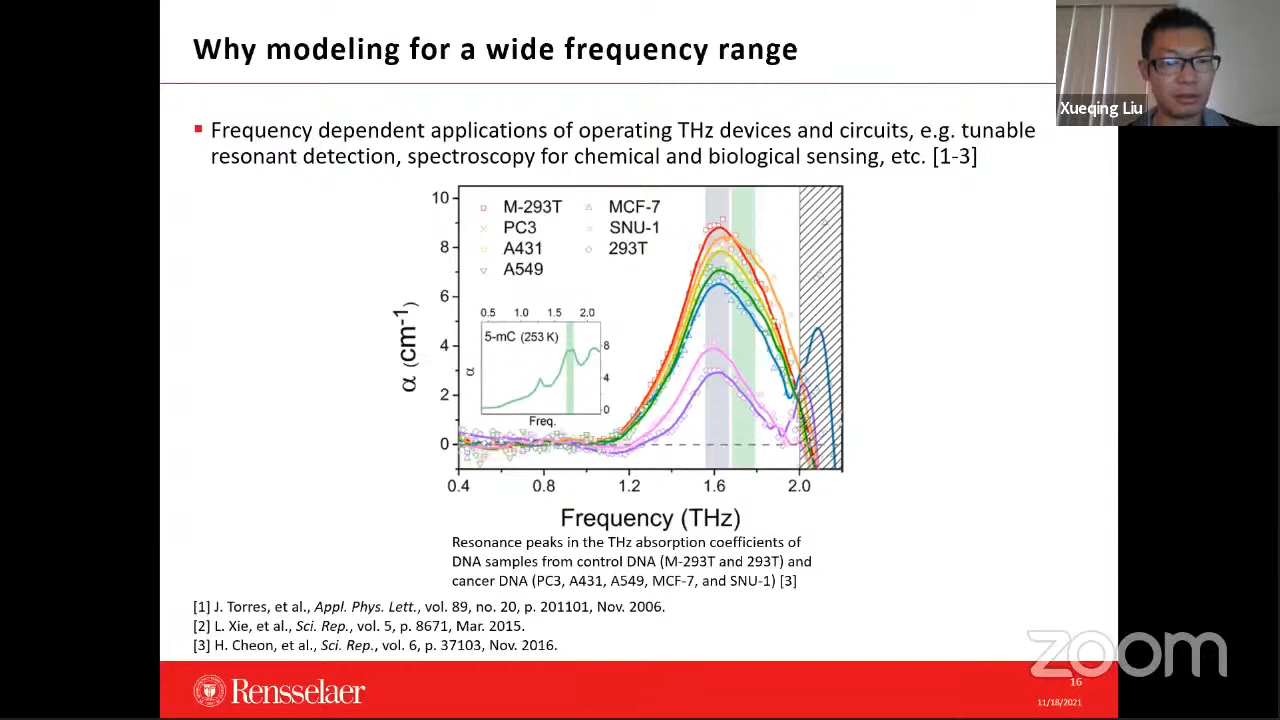 Why modeling for a wide frequency range
Xueqing Liu
▪ Frequency dependent applications of operating THz devices and circuits, e.g. tunable
resonant detection, spectroscopy for chemical and biological sensing, etc. [1-3]
10
8
6
4
2
0
α (cm⁻¹)
M-293T
PC3
A431
A549
MCF-7
SNU-1
293T
0.5 1.0 1.5 2.0
5-mC (253 K)
α
8
4
0
Freq.
0.4 0.8 1.2 1.6 2.0
Frequency (THz)
Resonance peaks in the THz absorption coefficients of
DNA samples from control DNA (M-293T and 293T) and
cancer DNA (PC3, A431, A549, MCF-7, and SNU-1) [3]
[1] J. Torres, et al., Appl. Phys. Lett., vol. 89, no. 20, p. 201101, Nov. 2006.
[2] L. Xie, et al., Sci. Rep., vol. 5, p. 8671, Mar. 2015.
[3] H. Cheon, et al., Sci. Rep., vol. 6, p. 37103, Nov. 2016.
Rensselaer
zoom
16
11/18/2021